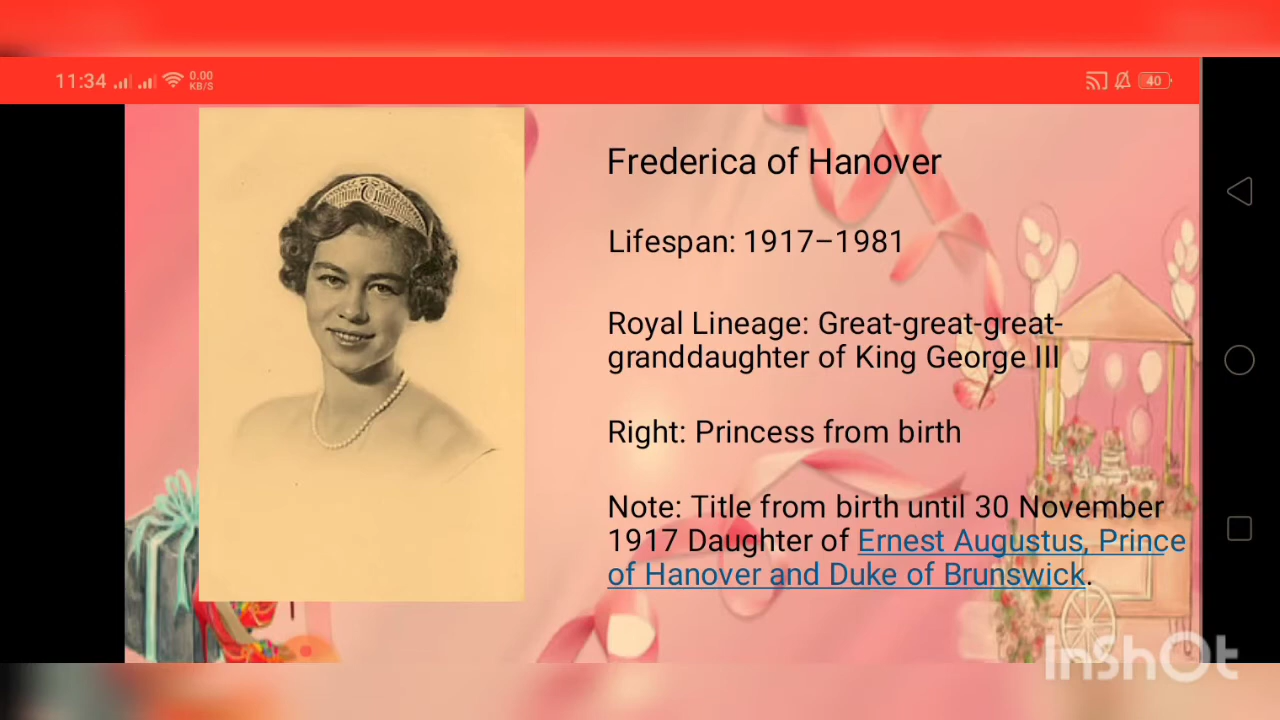 11:34 0.00 KB/S 40
Frederica of Hanover
Lifespan: 1917–1981
Royal Lineage: Great-great-great-
granddaughter of King George III
Right: Princess from birth
Note: Title from birth until 30 November
1917 Daughter of Ernest Augustus, Prince
of Hanover and Duke of Brunswick.
InShOt